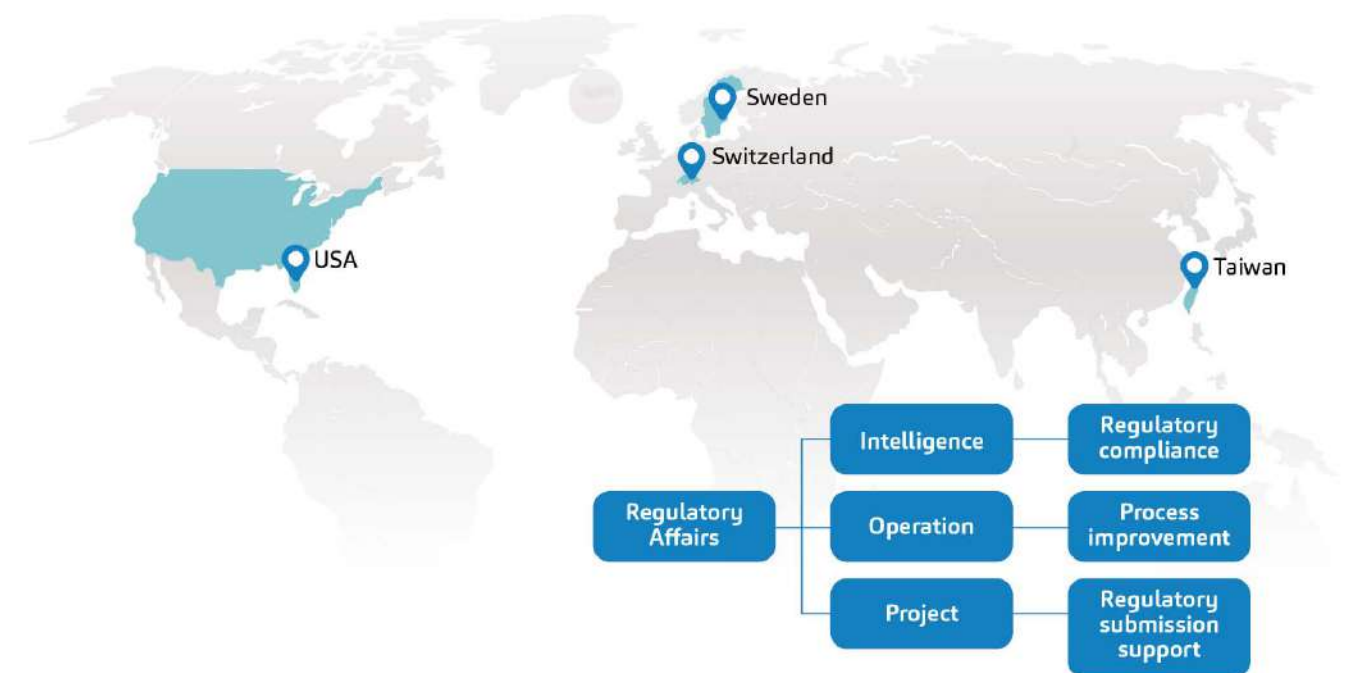 Sweden
Switzerland
USA
Taiwan
Regulatory
Affairs
Intelligence
Regulatory
compliance
Operation
Process
improvement
Project
Regulatory
submission
support